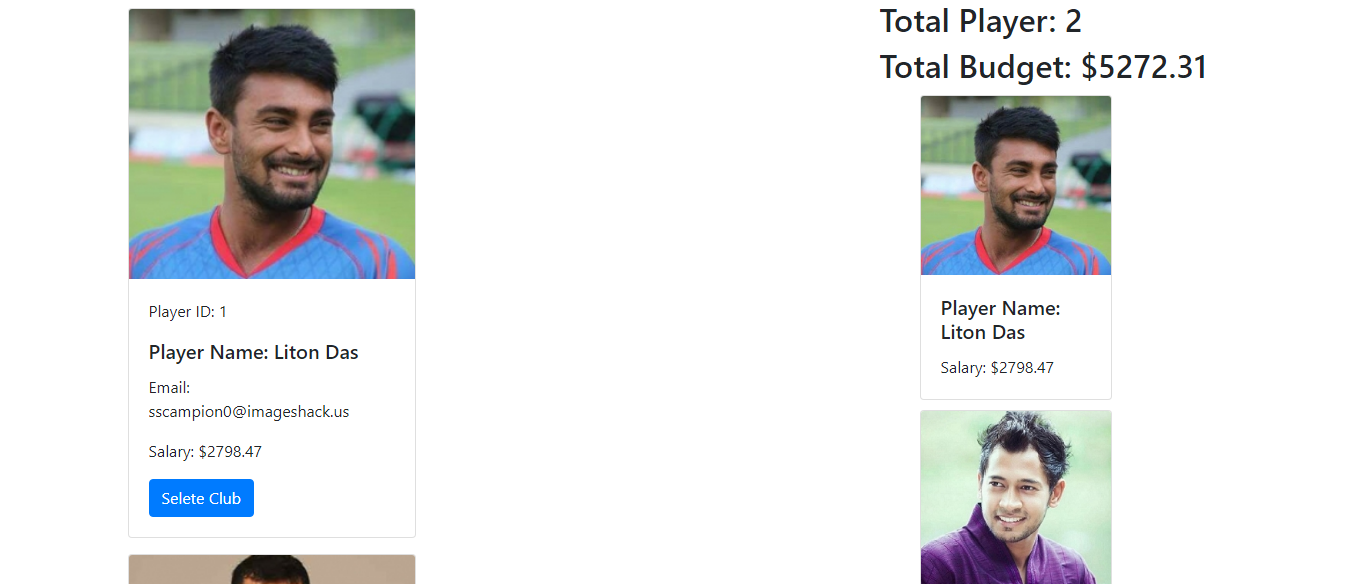 Player ID: 1
Player Name: Liton Das
Email:
sscampion0@imageshack.us
Salary: $2798.47
Selete Club
Total Player: 2
Total Budget: $5272.31
Player Name:
Liton Das
Salary: $2798.47